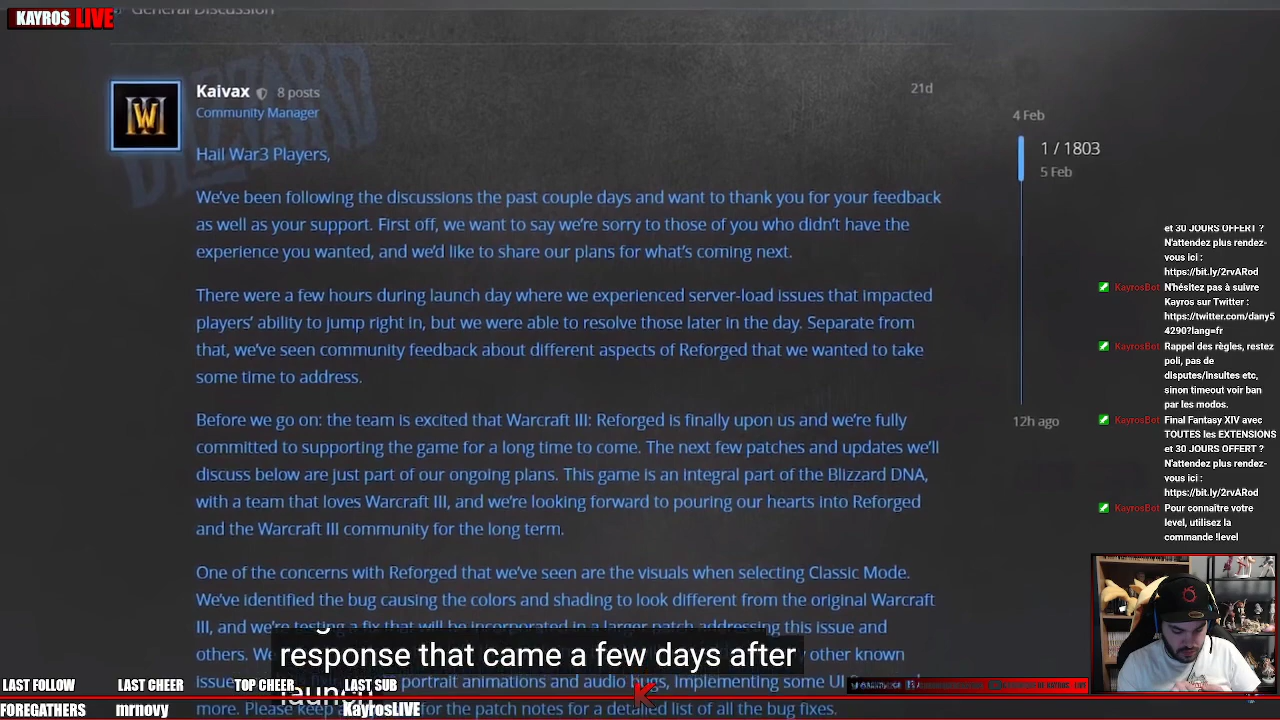 KAYROS LIVE
General Discussion
Kaivax 8 posts
21d
Community Manager
Hail War3 Players,
We've been following the discussions the past couple days and want to thank you for your feedback
as well as your support. First off, we want to say we're sorry to those of you who didn't have the
experience you wanted, and we'd like to share our plans for what's coming next.
There were a few hours during launch day where we experienced server-load issues that impacted
players' ability to jump right in, but we were able to resolve those later in the day. Separate from
that, we've seen community feedback about different aspects of Reforged that we wanted to take
some time to address.
Before we go on: the team is excited that Warcraft III: Reforged is finally upon us and we're fully
committed to supporting the game for a long time to come. The next few patches and updates we'll
discuss below are just part of our ongoing plans. This game is an integral part of the Blizzard DNA,
with a team that loves Warcraft III, and we're looking forward to pouring our hearts into Reforged
and the Warcraft III community for the long term.
One of the concerns with Reforged that we've seen are the visuals when selecting Classic Mode.
We've identified the bug causing the colors and shading to look different from the original Warcraft
III, and we're testing a fix that will be incorporated in a larger patch addressing this issue and
others. We
other known
portrait animations and audio bugs, implementing some UI
more. Please keep
for the patch notes for a detailed list of all the bug fixes.
BLIZZARD
4 Feb
1 / 1803
5 Feb
12h ago
et 30 JOURS OFFERT ?
N'attendez plus rendez-
vous ici :
https://bit.ly/2rvARod
KayrosBot N'hésitez pas à suivre
Kayros sur Twitter :
https://twitter.com/dany5
4290?lang=fr
KayrosBot Rappel des règles, restez
poli, pas de
disputes/insultes etc,
sinon timeout voir ban
par les modos.
KayrosBot Final Fantasy XIV avec
TOUTES les EXTENSIONS
et 30 JOURS OFFERT ?
N'attendez plus rendez-
vous ici :
https://bit.ly/2rvARod
KayrosBot Pour connaître votre
level, utilisez la
commande !level
response that came a few days after
LAST FOLLOW
LAST CHEER
TOP CHEER
LAST SUB
FOREGATHERS
mrnovy
KayrosLIVE
K